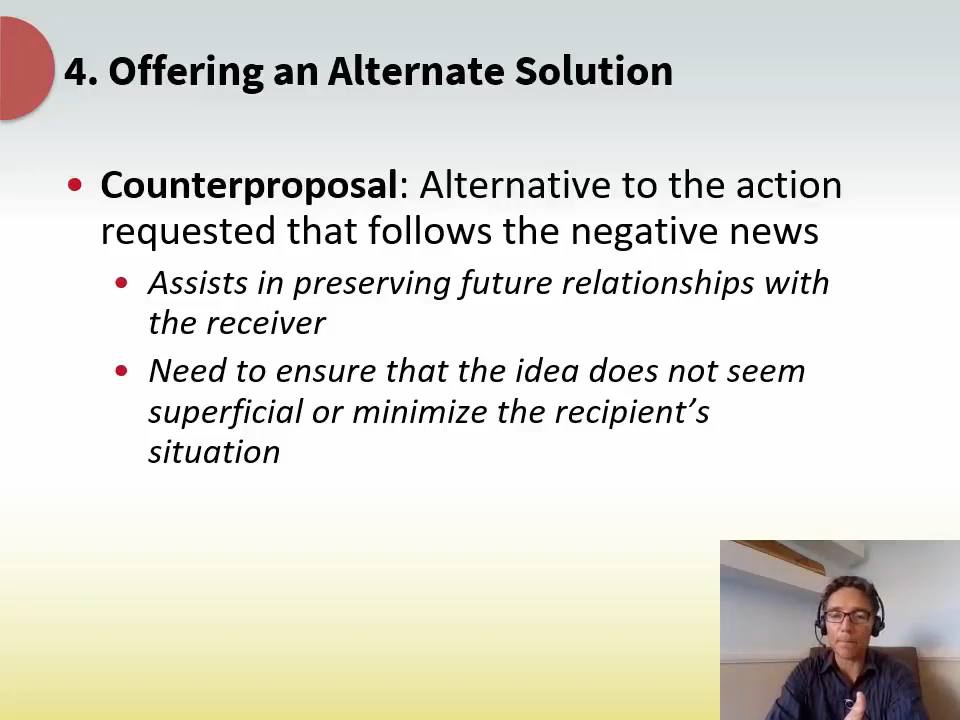 4. Offering an Alternate Solution
• Counterproposal: Alternative to the action
requested that follows the negative news
• Assists in preserving future relationships with
the receiver
• Need to ensure that the idea does not seem
superficial or minimize the recipient’s
situation